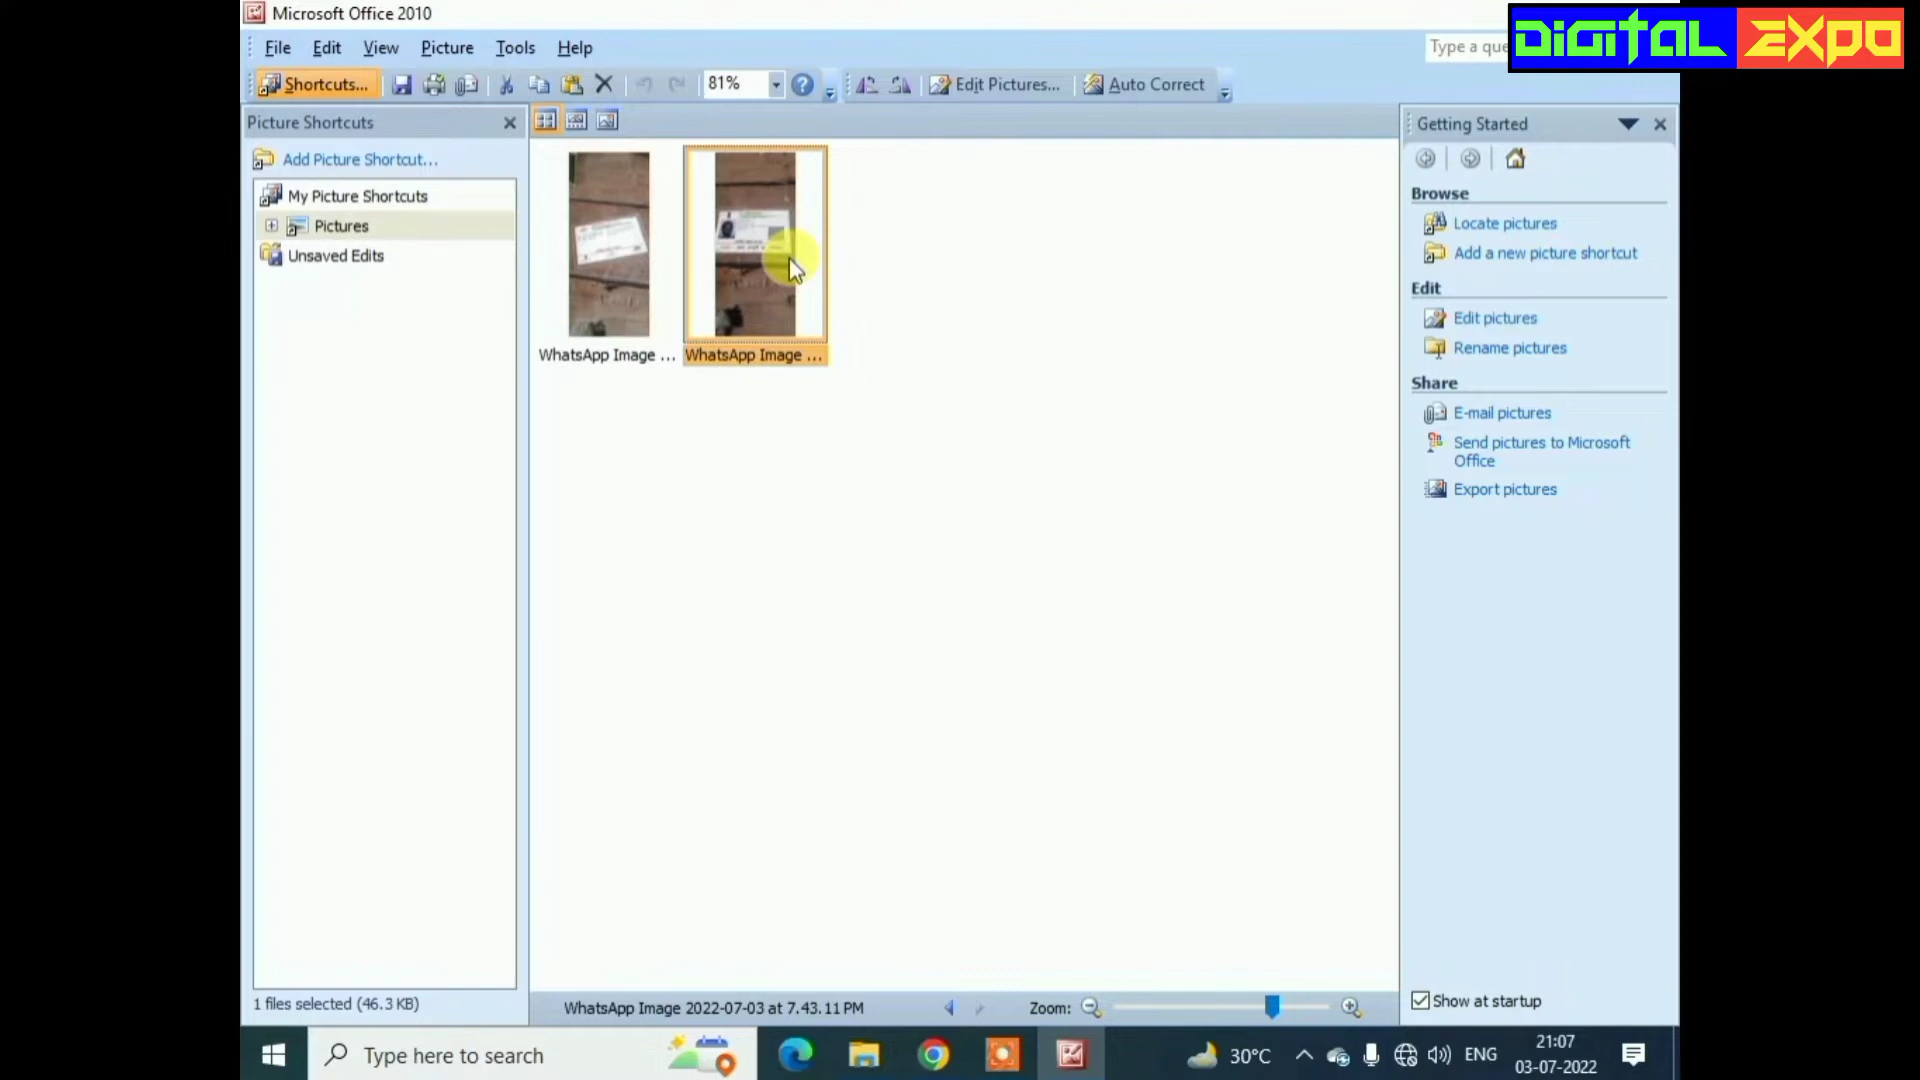 Microsoft Office 2010
DIGITAL EXPO
File Edit View Picture Tools Help
Type a que
Shortcuts... 81% Edit Pictures... Auto Correct
Picture Shortcuts
Add Picture Shortcut...
My Picture Shortcuts
Pictures
Unsaved Edits
WhatsApp Image ... WhatsApp Image ...
Getting Started
Browse
Locate pictures
Add a new picture shortcut
Edit
Edit pictures
Rename pictures
Share
E-mail pictures
Send pictures to Microsoft
Office
Export pictures
Show at startup
1 files selected (46.3 KB)
WhatsApp Image 2022-07-03 at 7.43.11 PM
Zoom:
Type here to search
30°C
ENG
21:07
03-07-2022